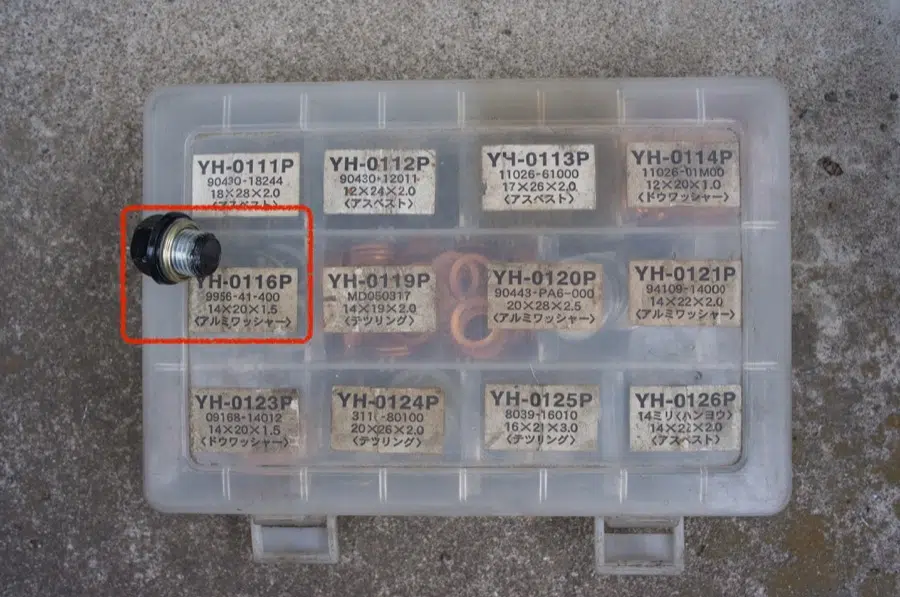 YH-0111P
90430-18244
18×28×2.0
〈アスベスト〉
YH-0112P
90430-12011
12×24×2.0
〈アスベスト〉
YH-0113P
11026-61000
17×26×2.0
〈アスベスト〉
YH-0114P
11026-01M00
12×20×1.0
〈ドウワッシャー〉
YH-0116P
9956-41-400
14×20×1.5
〈アルミワッシャー〉
YH-0119P
MD050317
14×19×2.0
〈テツリング〉
YH-0120P
90443-PA6-000
20×28×2.5
〈アルミワッシャー〉
YH-0121P
94109-14000
14×22×2.0
〈アルミワッシャー〉
YH-0123P
09168-14012
14×20×1.5
〈ドウワッシャー〉
YH-0124P
20×26×2.0
〈テツリング〉
YH-0125P
8039-16010
16×21×3.0
〈テツリング〉
YH-0126P
14ミリ〈ハンヨウ〉
14×22×2.0
〈アスベスト〉